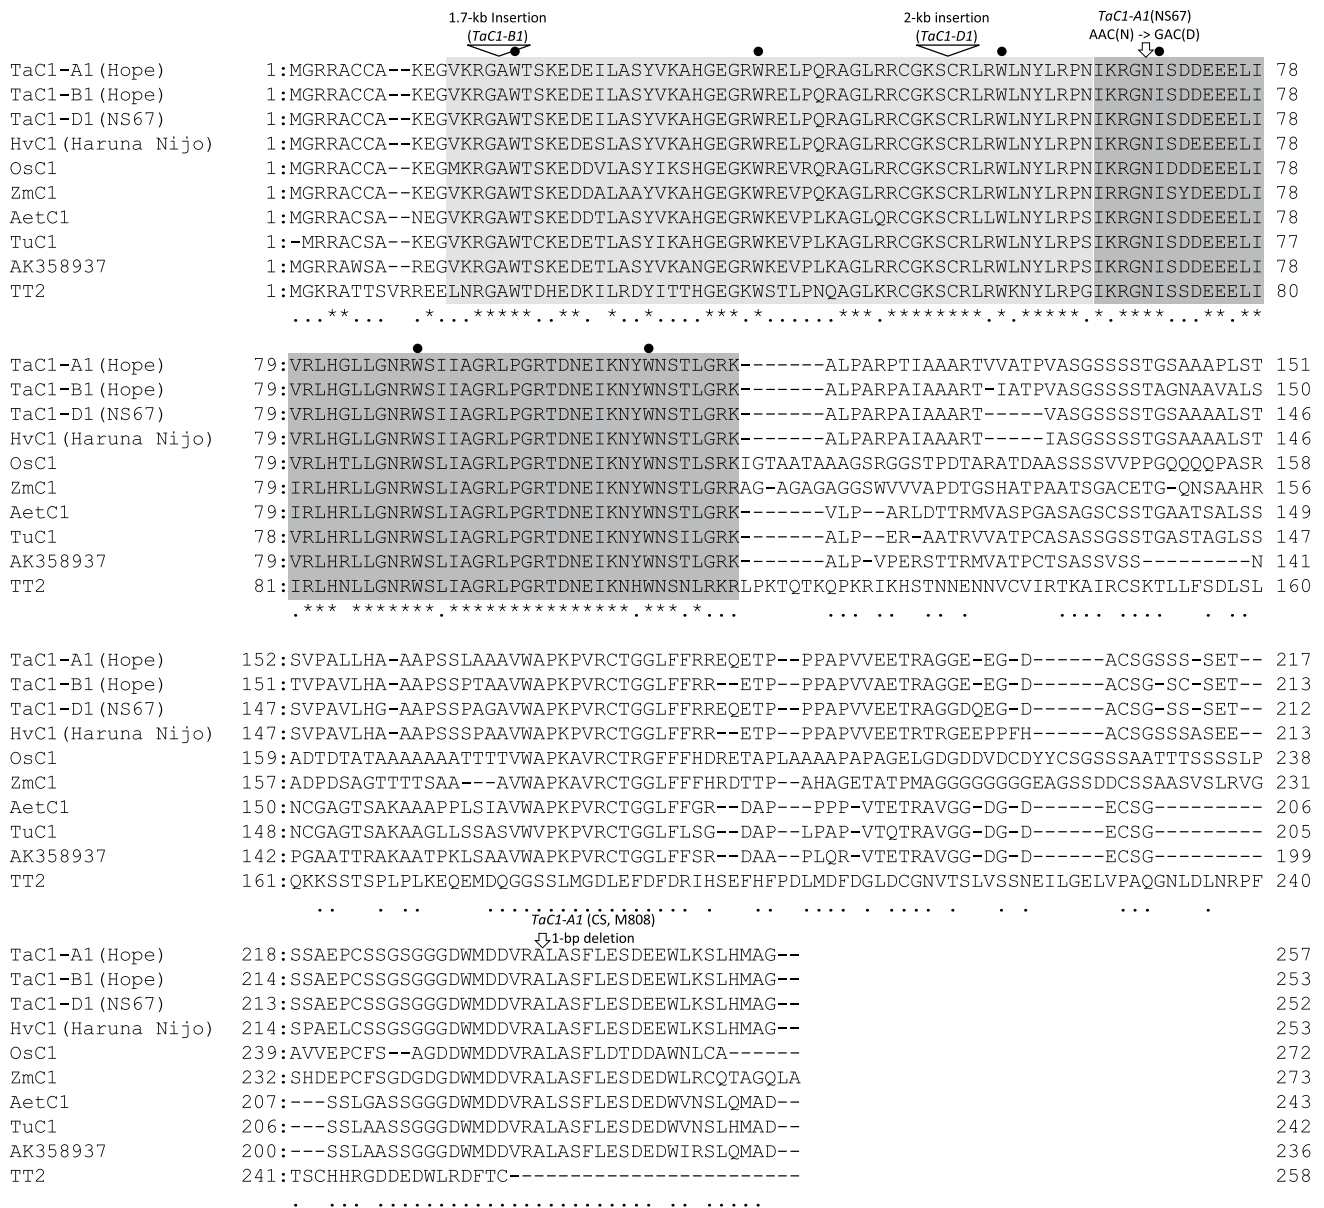 1.7-kb Insertion 2-kb insertion TaC1-A1(NS67)
(TaC1-B1) (TaC1-D1) AAC(N) -> GAC(D)
TaC1-A1(Hope) 1:MGRRACCA--KEGVKRGAWTSKEDEILASYVKAHGEGRWRELPQRAGLRRCGKSCRLRWLNYLRPNIKRGNISDDEEELI 78
TaC1-B1(Hope) 1:MGRRACCA--KEGVKRGAWTSKEDEILASYVKAHGEGRWRELPQRAGLRRCGKSCRLRWLNYLRPNIKRGNISDDEEELI 78
TaC1-D1(NS67) 1:MGRRACCA--KEGVKRGAWTSKEDEILASYVKAHGEGRWRELPQRAGLRRCGKSCRLRWLNYLRPNIKRGNISDDEEELI 78
HvC1(Haruna Nijo) 1:MGRRACCA--KEGVKRGAWTSKEDESLASYVKAHGEGRWRELPQRAGLRRCGKSCRLRWLNYLRPNIKRGNISDDEEELI 78
OsC1 1:MGRRACCA--KEGMKRGAWTSKEDDVLASYIKSHGEGKWREVRQRAGLRRCGKSCRLRWLNYLRPNIKRGNISDDEEELI 78
ZmC1 1:MGRRACCA--KEGVKRGAWTSKEDDALAAYVKAHGEGKWREVPQKAGLRRCGKSCRLRWLNYLRPNIRRGNISYDEEDLI 78
AetC1 1:MGRRACSA--NEGVKRGAWTSKEDDTLASYVKAHGEGRWKEVPLKAGLQRCGKSCRLLWLNYLRPSIKRGNISDDEEELI 78
TuC1 1:-MRRACSA--KEGVKRGAWTCKEDETLASYIKAHGEGRWKEVPLKAGLRRCGKSCRLRWLNYLRPSIKRGNISDDEEELI 77
AK358937 1:MGRRAWSA--REGVKRGAWTSKEDETLASYVKANGEGRWKEVPLKAGLRRCGKSCRLRWLNYLRPSIKRGNISDDEEELI 78
TT2 1:MGKRATTSVRREELNRGAWTDHEDKILRDYITTHGEGKWSTLPNQAGLKRCGKSCRLRWKNYLRPGIKRGNISSDEEELI 80
TaC1-A1(Hope) 79:VRLHGLLGNRWSIIAGRLPGRTDNEIKNYWNSTLGRK-------ALPARPTIAAARTVVATPVASGSSSSTGSAAAPLST 151
TaC1-B1(Hope) 79:VRLHGLLGNRWSIIAGRLPGRTDNEIKNYWNSTLGRK-------ALPARPAIAAART-IATPVASGSSSSTAGNAAVALS 150
TaC1-D1(NS67) 79:VRLHGLLGNRWSIIAGRLPGRTDNEIKNYWNSTLGRK-------ALPARPAIAAART-----VASGSSSSTGSAAAALST 146
HvC1(Haruna Nijo) 79:VRLHGLLGNRWSLIAGRLPGRTDNEIKNYWNSTLGRK-------ALPARPAIAAART-----IASGSSSSTGSAAAALST 146
OsC1 79:VRLHTLLGNRWSLIAGRLPGRTDNEIKNYWNSTLSRKIGTAATAAAGSRGGSTPDTARATDAASSSSVVPPGQQQQPASR 158
ZmC1 79:IRLHRLLGNRWSLIAGRLPGRTDNEIKNYWNSTLGRRAG-AGAGAGGSWVVVAPDTGSHATPAATSGACETG-QNSAAHR 156
AetC1 79:IRLHRLLGNRWSLIAGRLPGRTDNEIKNYWNSTLGRK-------VLP--ARLDTTRMVASPGASAGSCSSTGAATSALSS 149
TuC1 78:VRLHRLLGNRWSLIAGRLPGRTDNEIKNYWNSILGRK-------ALP--ER-AATRVVATPCASASSGSSTGASTAGLSS 147
AK358937 79:VRLHRLLGNRWSLIAGRLPGRTDNEIKNYWNSTLGRK-------ALP-VPERSTTRMVATPCTSASSVSS---------N 141
TT2 81:IRLHNLLGNRWSLIAGRLPGRTDNEIKNHWNSNLRKRLPKTQTKQPKRIKHSTNNENNVCVIRTKAIRCSKTLLFSDLSL 160
TaC1-A1(Hope) 152:SVPALLHA-AAPSSLAAAVWAPKPVRCTGGLFFRREQETP--PPAPVVEETRAGGE-EG-D------ACSGSSS-SET-- 217
TaC1-B1(Hope) 151:TVPAVLHA-AAPSSPTAAVWAPKPVRCTGGLFFRR--ETP--PPAPVVAETRAGGE-EG-D------ACSG-SC-SET-- 213
TaC1-D1(NS67) 147:SVPAVLHG-AAPSSPAGAVWAPKPVRCTGGLFFRREQETP--PPAPVVEETRAGGDQEG-D------ACSG-SS-SET-- 212
HvC1(Haruna Nijo) 147:SVPAVLHA-AAPSSSPAAVWAPKPVRCTGGLFFRR--ETP--PPAPVVEETRTRGEEPPFH------ACSGSSSASEE-- 213
OsC1 159:ADTDTATAAAAAAATTTTVWAPKAVRCTRGFFFHDRETAPLAAAAPAPAGELGDGDDVDCDYYCSGSSSAATTTSSSSLP 238
ZmC1 157:ADPDSAGTTTTSAA---AVWAPKAVRCTGGLFFFHRDTTP--AHAGETATPMAGGGGGGGGEAGSSDDCSSAASVSLRVG 231
AetC1 150:NCGAGTSAKAAAPPLSIAVWAPKPVRCTGGLFFGR--DAP--PPP-VTETRAVGG-DG-D------ECSG--------- 206
TuC1 148:NCGAGTSAKAAGLLSSASVWVPKPVRCTGGLFLSG--DAP--LPAP-VTQTRAVGG-DG-D------ECSG--------- 205
AK358937 142:PGAATTRAKAATPKLSAAVWAPKPVRCTGGLFFSR--DAA--PLQR-VTETRAVGG-DG-D------ECSG--------- 199
TT2 161:QKKSSTSPLPLKEQEMDQGGSSLMGDLEFDFDRIHSEFHFPDLMDFDGLDCGNVTSLVSSNEILGELVPAQGNLDLNRPF 240
TaC1-A1 (CS, M808)
1-bp deletion
TaC1-A1(Hope) 218:SSAEPCSSGSGGGDWMDDVRALASFLESDEEWLKSLHMAG-- 257
TaC1-B1(Hope) 214:SSAEPCSSGSGGGDWMDDVRALASFLESDEEWLKSLHMAG-- 253
TaC1-D1(NS67) 213:SSAEPCSSGSGGGDWMDDVRALASFLESDEEWLKSLHMAG-- 252
HvC1(Haruna Nijo) 214:SPAELCSSGSGGGDWMDDVRALASFLESDEEWLKSLHMAG-- 253
OsC1 239:AVVEPCFS--AGDDWMDDVRALASFLDTDDAWNLCA------ 272
ZmC1 232:SHDEPCFSGDGDGDWMDDVRALASFLESDEDWLRCQTAGQLA 273
AetC1 207:---SSLGASSGGGDWMDDVRALSSFLESDEDWVNSLQMAD-- 243
TuC1 206:---SSLAASSGGGDWMDDVRALASFLESDEDWVNSLHMAD-- 242
AK358937 200:---SSLAASSGGGDWMDDVRALASFLESDEDWIRSLQMAD-- 236
TT2 241:TSCHHRGDDEDWLRDFTC------------------------ 258